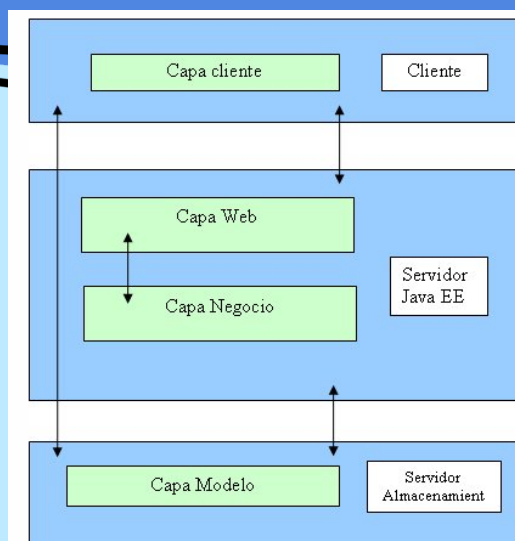 Capa cliente
Cliente
Capa Web
Capa Negocio
Servidor
Java EE
Capa Modelo
Servidor
Almacenamient